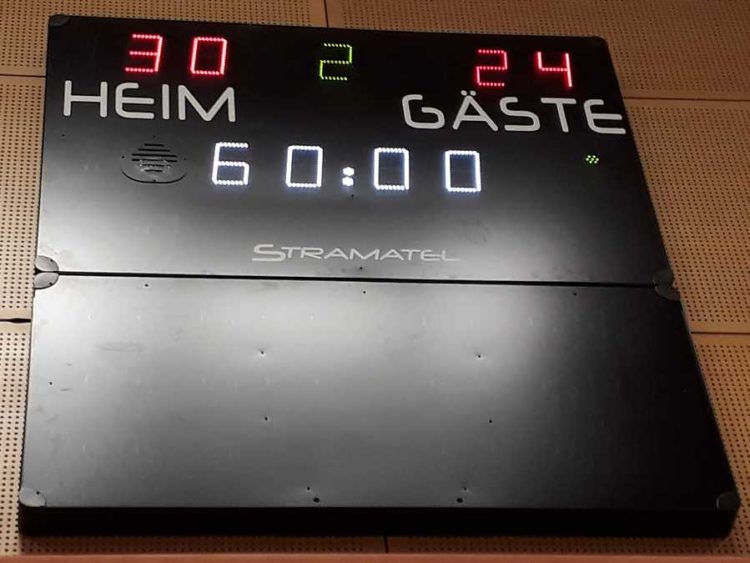 30 2 24
HEIM GÄSTE
60:00
STRAMATEL